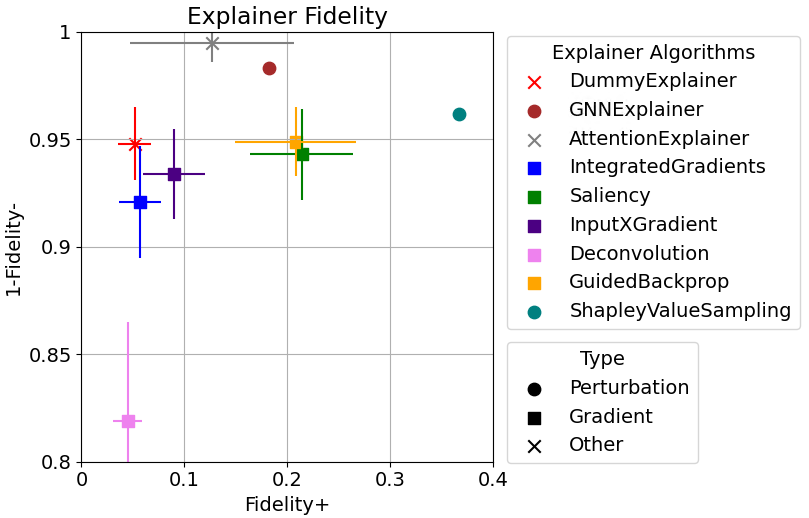 Explainer Fidelity
1
0.95
0.9
0.85
0.8
1-Fidelity-
0
0.1
0.2
0.3
0.4
Fidelity+
Explainer Algorithms
DummyExplainer
GNNExplainer
AttentionExplainer
IntegratedGradients
Saliency
InputXGradient
Deconvolution
GuidedBackprop
ShapleyValueSampling
Type
Perturbation
Gradient
Other